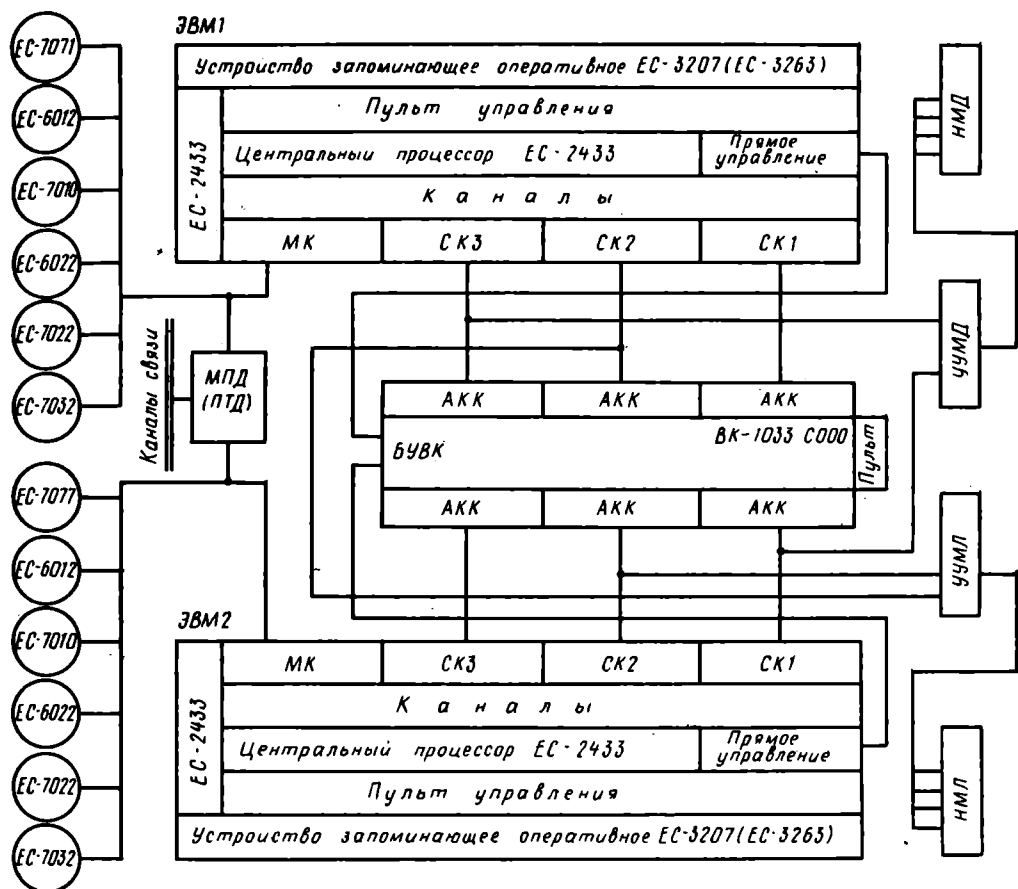 ЭВМ1
Устройство запоминающее оперативное ЕС-3207(ЕС-3263)
ЕС-2433
Пульт управления
Центральный процессор ЕС-2433
Прямое
управление
Каналы
МК
СК3
СК2
СК1
ЕС-7071
ЕС-6012
ЕС-7010
ЕС-6022
ЕС-7022
ЕС-7032
Каналы связи
МПД
(ПТД)
АКК
АКК
АКК
БУВК
ВК-1033 С000
Пульт
АКК
АКК
АКК
НМД
УУМД
УУМЛ
НМЛ
ЕС-7077
ЕС-6012
ЕС-7010
ЕС-6022
ЕС-7022
ЕС-7032
ЭВМ2
ЕС-2433
МК
СК3
СК2
СК1
Каналы
Центральный процессор ЕС-2433
Прямое
управление
Пульт управления
Устройство запоминающее оперативное ЕС-3207(ЕС-3263)